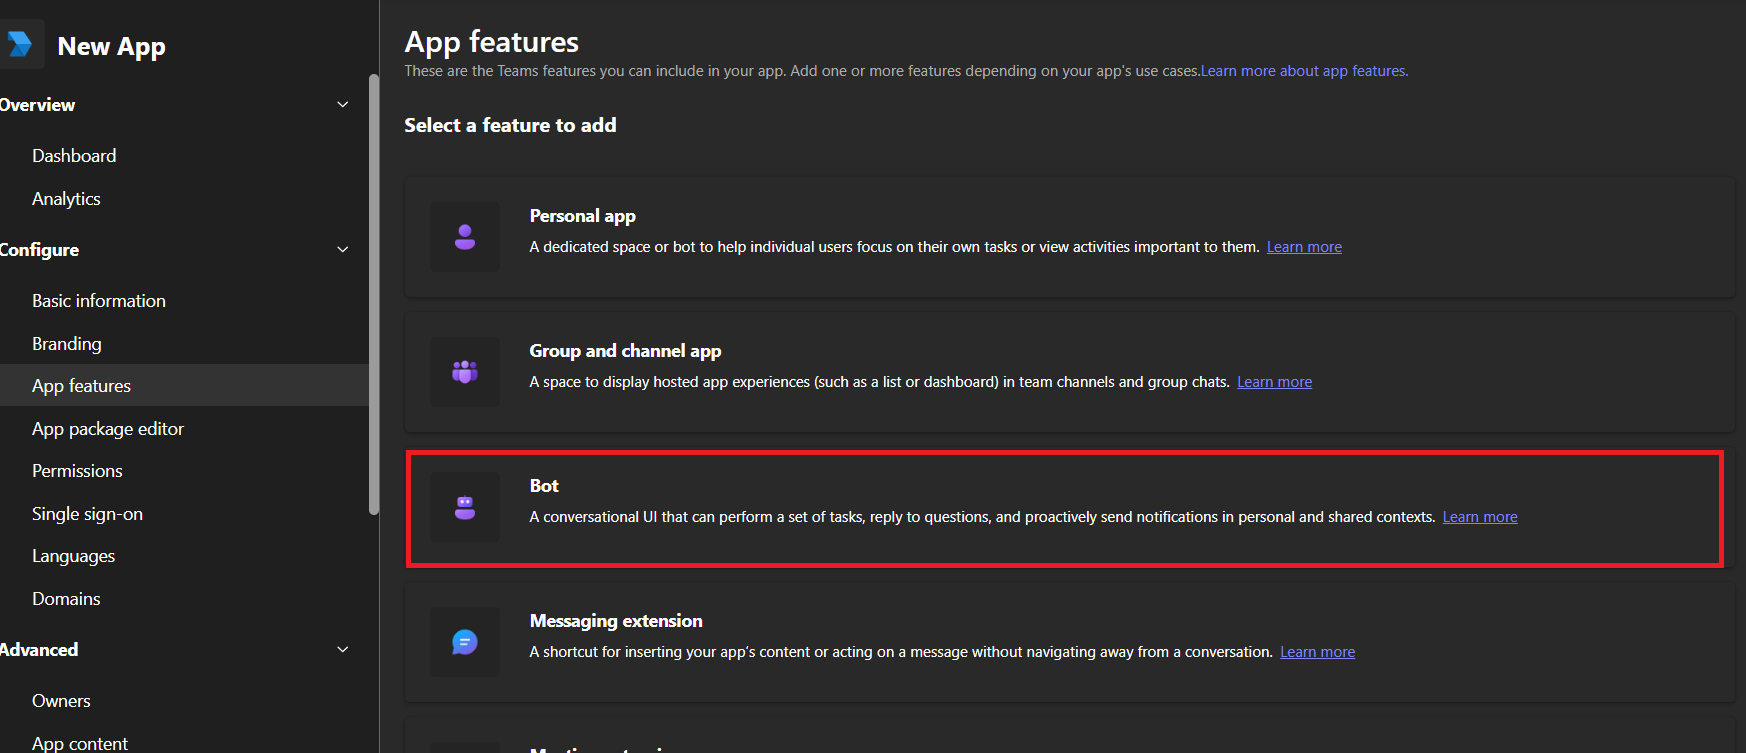 New App
Overview
Dashboard
Analytics
Configure
Basic information
Branding
App features
App package editor
Permissions
Single sign-on
Languages
Domains
Advanced
Owners
App content
App features
These are the Teams features you can include in your app. Add one or more features depending on your app's use cases.Learn more about app features.
Select a feature to add
Personal app
A dedicated space or bot to help individual users focus on their own tasks or view activities important to them. Learn more
Group and channel app
A space to display hosted app experiences (such as a list or dashboard) in team channels and group chats. Learn more
Bot
A conversational UI that can perform a set of tasks, reply to questions, and proactively send notifications in personal and shared contexts. Learn more
Messaging extension
A shortcut for inserting your app's content or acting on a message without navigating away from a conversation. Learn more